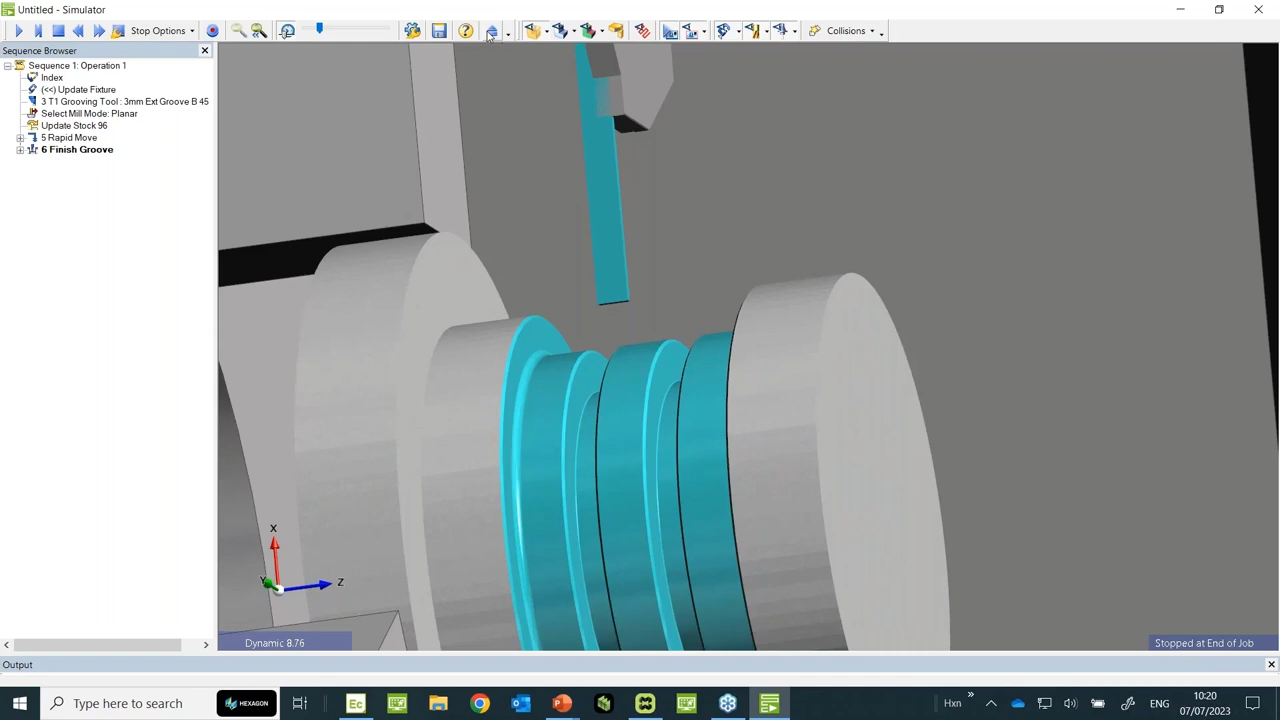 Untitled - Simulator
Stop Options
Collisions
Sequence Browser
Sequence 1: Operation 1
Index
(<<) Update Fixture
3 T1 Grooving Tool : 3mm Ext Groove B 45
Select Mill Mode: Planar
Update Stock 96
5 Rapid Move
6 Finish Groove
X
Y
Z
Dynamic 8.76
Stopped at End of Job
Output
Type here to search
HEXAGON
Ec
Hxn
»
ENG
10:20
07/07/2023